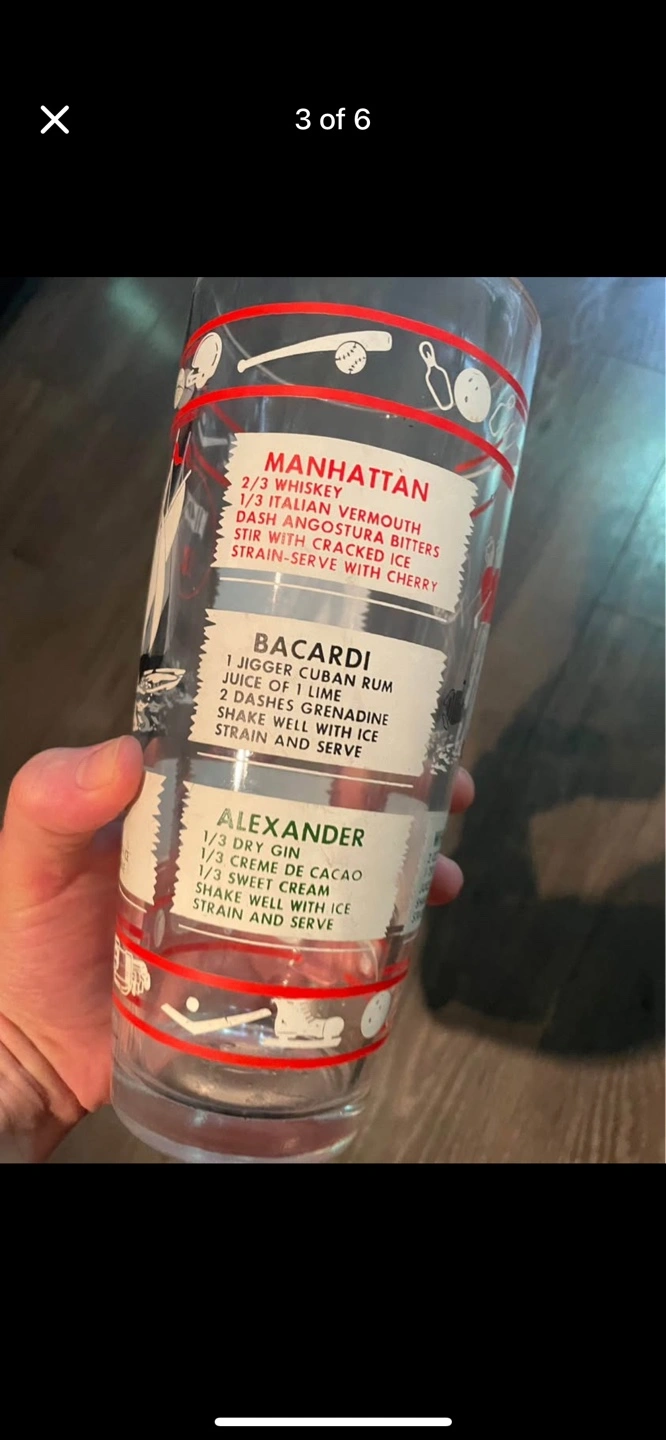 3 of 6
MANHATTAN
2/3 WHISKEY
1/3 ITALIAN VERMOUTH
DASH ANGOSTURA BITTERS
STIR WITH CRACKED ICE
STRAIN-SERVE WITH CHERRY
BACARDI
1 JIGGER CUBAN RUM
JUICE OF 1 LIME
2 DASHES GRENADINE
SHAKE WELL WITH ICE
STRAIN AND SERVE
ALEXANDER
1/3 DRY GIN
1/3 CREME DE CACAO
1/3 SWEET CREAM
SHAKE WELL WITH ICE
STRAIN AND SERVE